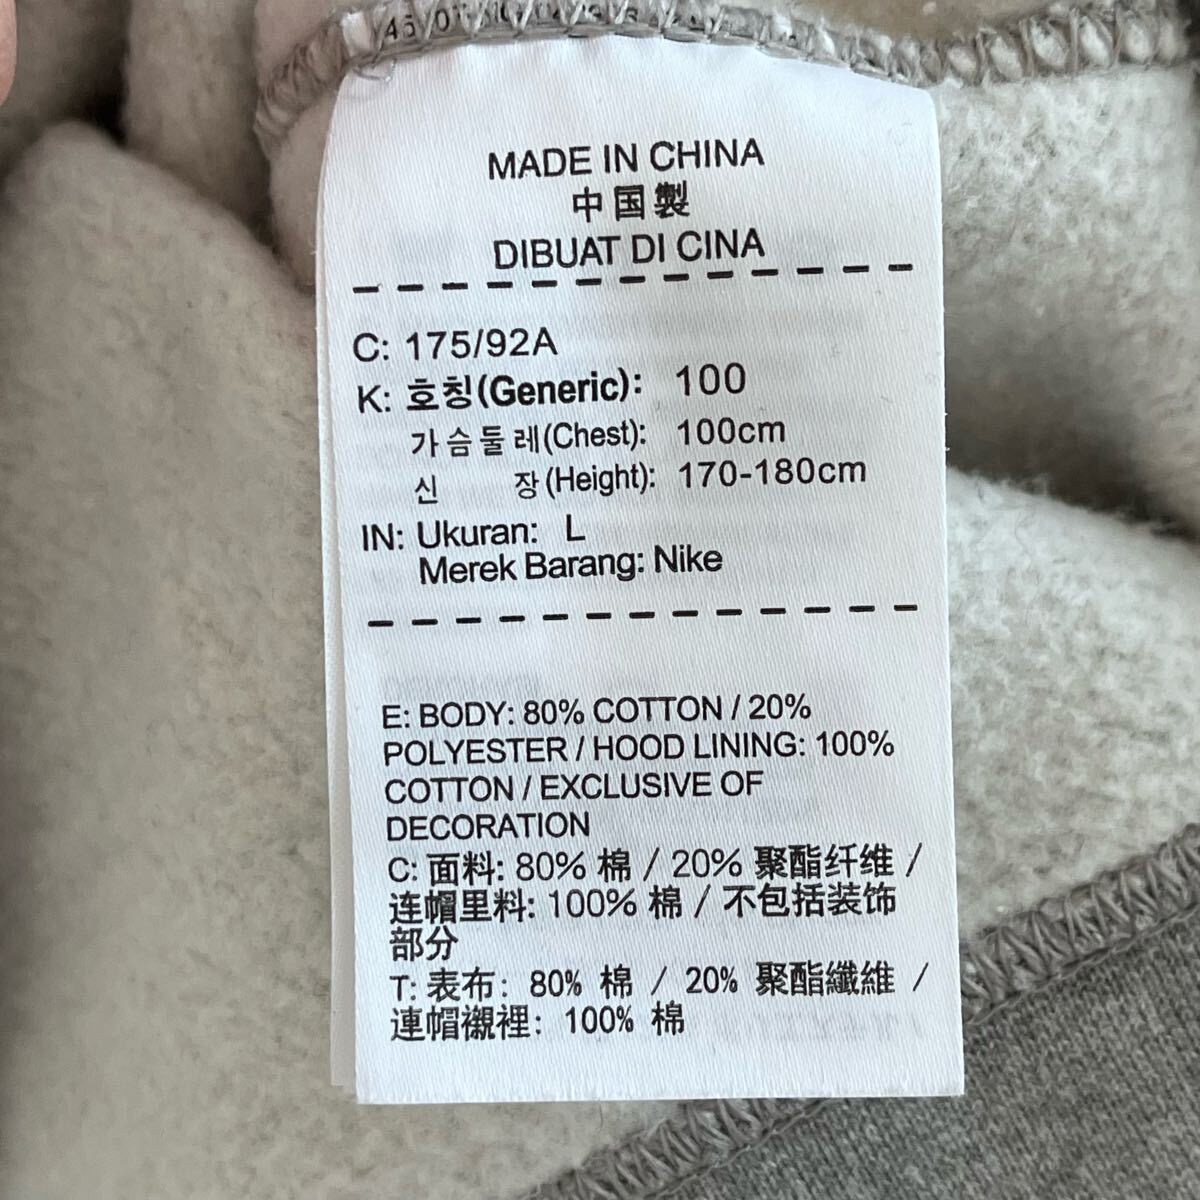 MADE IN CHINA
中国製
DIBUAT DI CINA
C: 175/92A
K: 호칭(Generic): 100
가슴둘레(Chest): 100cm
신 장(Height): 170-180cm
IN: Ukuran: L
Merek Barang: Nike
E: BODY: 80% COTTON / 20%
POLYESTER / HOOD LINING: 100%
COTTON / EXCLUSIVE OF
DECORATION
C: 面料: 80% 棉 / 20% 聚酯纤维 /
连帽里料: 100% 棉 / 不包括装饰
部分
T: 表布: 80% 棉 / 20% 聚酯纖維 /
連帽襯裡: 100% 棉